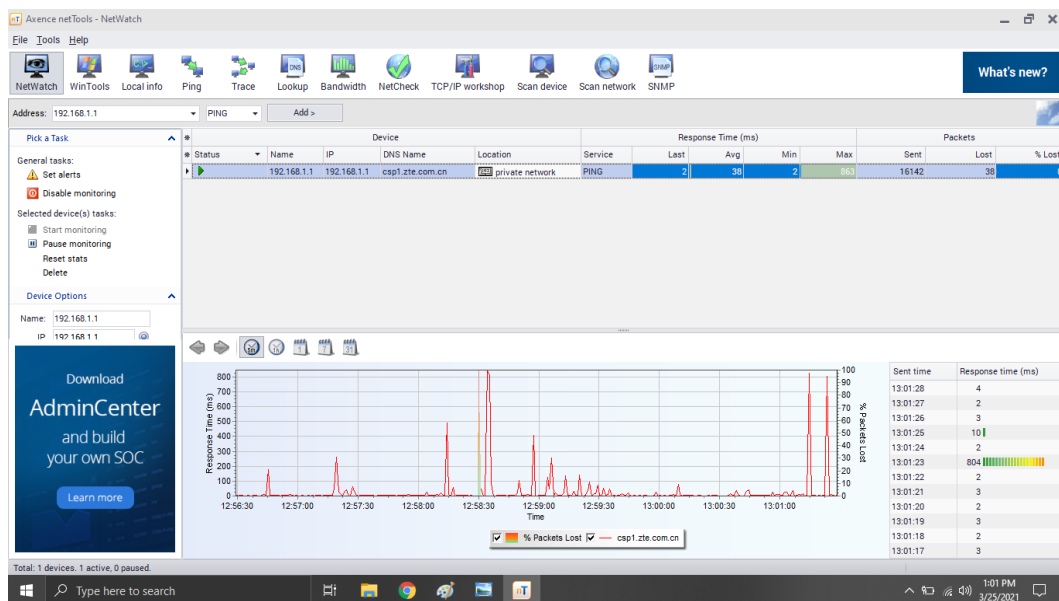 nT Axence netTools - NetWatch
File Tools Help
NetWatch WinTools Local info Ping Trace Lookup Bandwidth NetCheck TCP/IP workshop Scan device Scan network SNMP
What's new?
Address: 192.168.1.1 PING Add >
Pick a Task
General tasks:
Set alerts
Disable monitoring
Selected device(s) tasks:
Start monitoring
Pause monitoring
Reset stats
Delete
Device Options
Name: 192.168.1.1
IP 192.168.1.1
Device Response Time (ms) Packets
Status Name IP DNS Name Location Service Last Avg Min Max Sent Lost % Lost
192.168.1.1 192.168.1.1 csp1.zte.com.cn private network PING 2 38 2 863 16142 38
Download
AdminCenter
and build
your own SOC
Learn more
Response Time (ms)
800
700
600
500
400
300
200
100
0
100
90
80
70
60
50
40
30
20
10
0
% Packets Lost
12:56:30 12:57:00 12:57:30 12:58:00 12:58:30 12:59:00 12:59:30 13:00:00 13:00:30 13:01:00
Time
% Packets Lost csp1.zte.com.cn
Sent time Response time (ms)
13:01:28 4
13:01:27 2
13:01:26 3
13:01:25 10
13:01:24 2
13:01:23 804
13:01:22 2
13:01:21 3
13:01:20 2
13:01:19 3
13:01:18 2
13:01:17 3
Total: 1 devices. 1 active, 0 paused.
Type here to search
nT
1:01 PM
3/25/2021